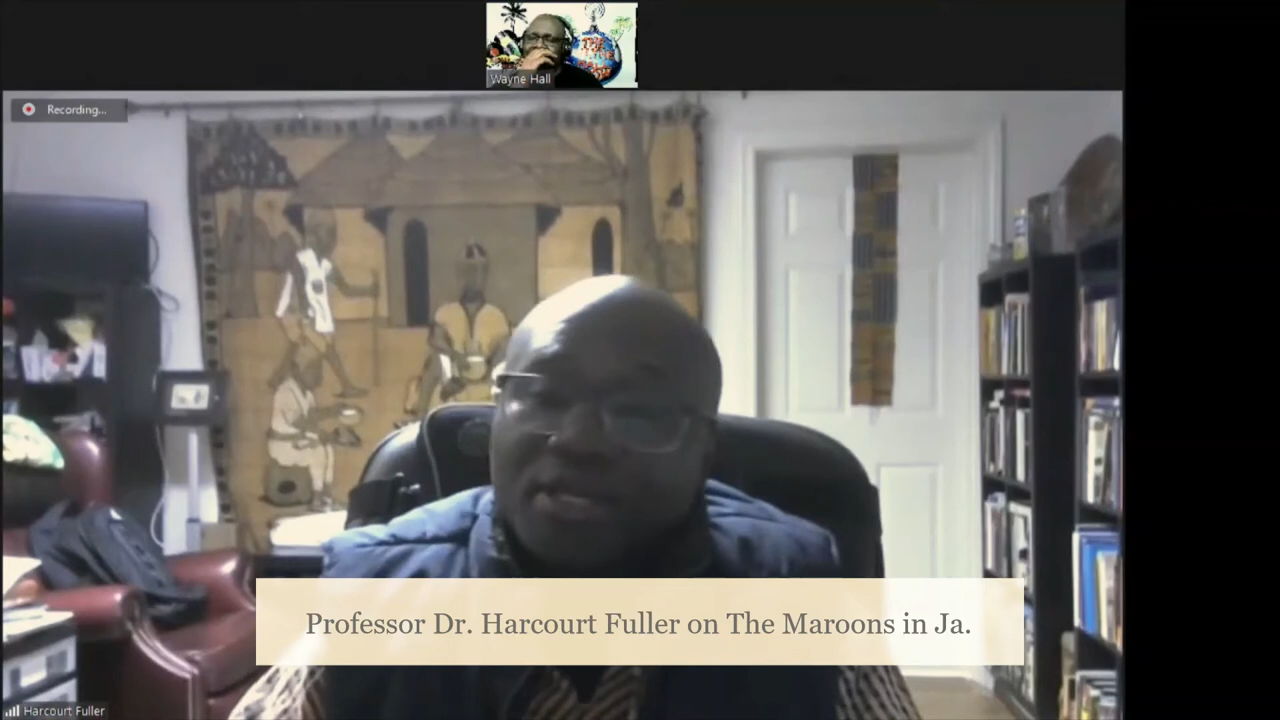 Wayne Hall
Recording...
Professor Dr. Harcourt Fuller on The Maroons in Ja.
Harcourt Fuller